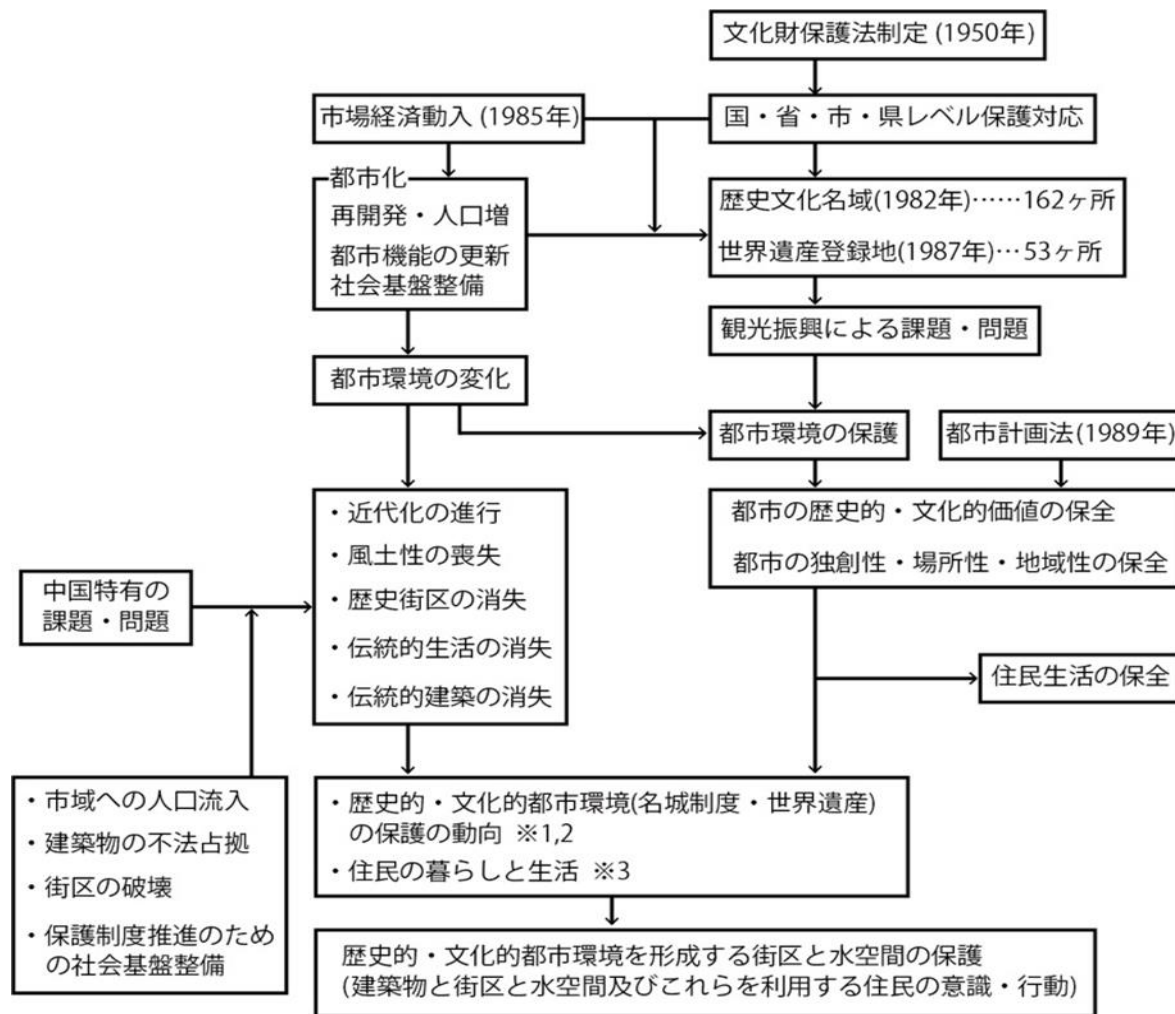 文化財保護法制定 (1950年)
市場経済動入 (1985年)
国・省・市・県レベル保護対応
都市化
再開発・人口増
都市機能の更新
社会基盤整備
歴史文化名域(1982年)……162ヶ所
世界遺産登録地(1987年)…53ヶ所
観光振興による課題・問題
都市環境の変化
都市環境の保護
都市計画法(1989年)
・近代化の進行
・風土性の喪失
・歴史街区の消失
・伝統的生活の消失
・伝統的建築の消失
都市の歴史的・文化的価値の保全
都市の独創性・場所性・地域性の保全
中国特有の
課題・問題
住民生活の保全
・市域への人口流入
・建築物の不法占拠
・街区の破壊
・保護制度推進のため
の社会基盤整備
・歴史的・文化的都市環境(名城制度・世界遺産)
の保護の動向 ※1,2
・住民の暮らしと生活 ※3
歴史的・文化的都市環境を形成する街区と水空間の保護
(建築物と街区と水空間及びこれらを利用する住民の意識・行動)